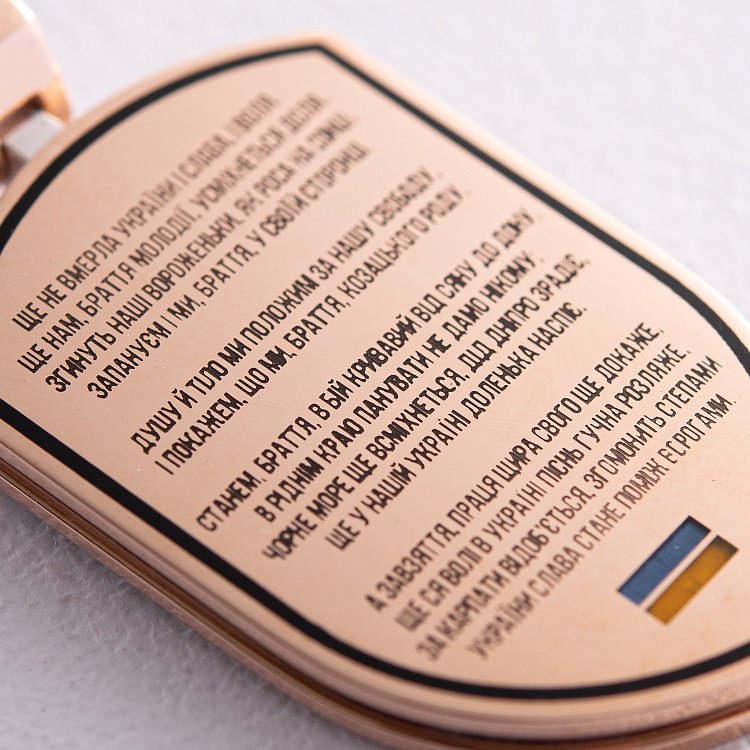 ЩЕ НЕ ВМЕРЛА УКРАЇНИ І СЛАВА, І ВОЛЯ,
ЩЕ НАМ, БРАТТЯ МОЛОДІЇ, УСМІХНЕТЬСЯ ДОЛЯ.
ЗГИНУТЬ НАШІ ВОРОЖЕНЬКИ, ЯК РОСА НА СОНЦІ,
ЗАПАНУЄМ І МИ, БРАТТЯ, У СВОЇЙ СТОРОНЦІ.
ДУШУ Й ТІЛО МИ ПОЛОЖИМ ЗА НАШУ СВОБОДУ,
І ПОКАЖЕМ, ЩО МИ, БРАТТЯ, КОЗАЦЬКОГО РОДУ.
СТАНЕМ, БРАТТЯ, В БІЙ КРИВАВИЙ ВІД СЯНУ ДО ДОНУ,
В РІДНІМ КРАЮ ПАНУВАТИ НЕ ДАМО НІКОМУ;
ЧОРНЕ МОРЕ ЩЕ ВСМІХНЕТЬСЯ, ДІД ДНІПРО ЗРАДІЄ,
ЩЕ У НАШІЙ УКРАЇНІ ДОЛЕНЬКА НАСПІЄ.
А ЗАВЗЯТТЯ, ПРАЦЯ ЩИРА СВОГО ЩЕ ДОКАЖЕ,
ЩЕ СЯ ВОЛІ В УКРАЇНІ ПІСНЬ ГУЧНА РОЗЛЯЖЕ,
ЗА КАРПАТИ ВІДОБ'ЄТЬСЯ, ЗГОМОНИТЬ СТЕПАМИ
УКРАЇНИ СЛАВА СТАНЕ ПОМІЖ ВОРОГАМИ.